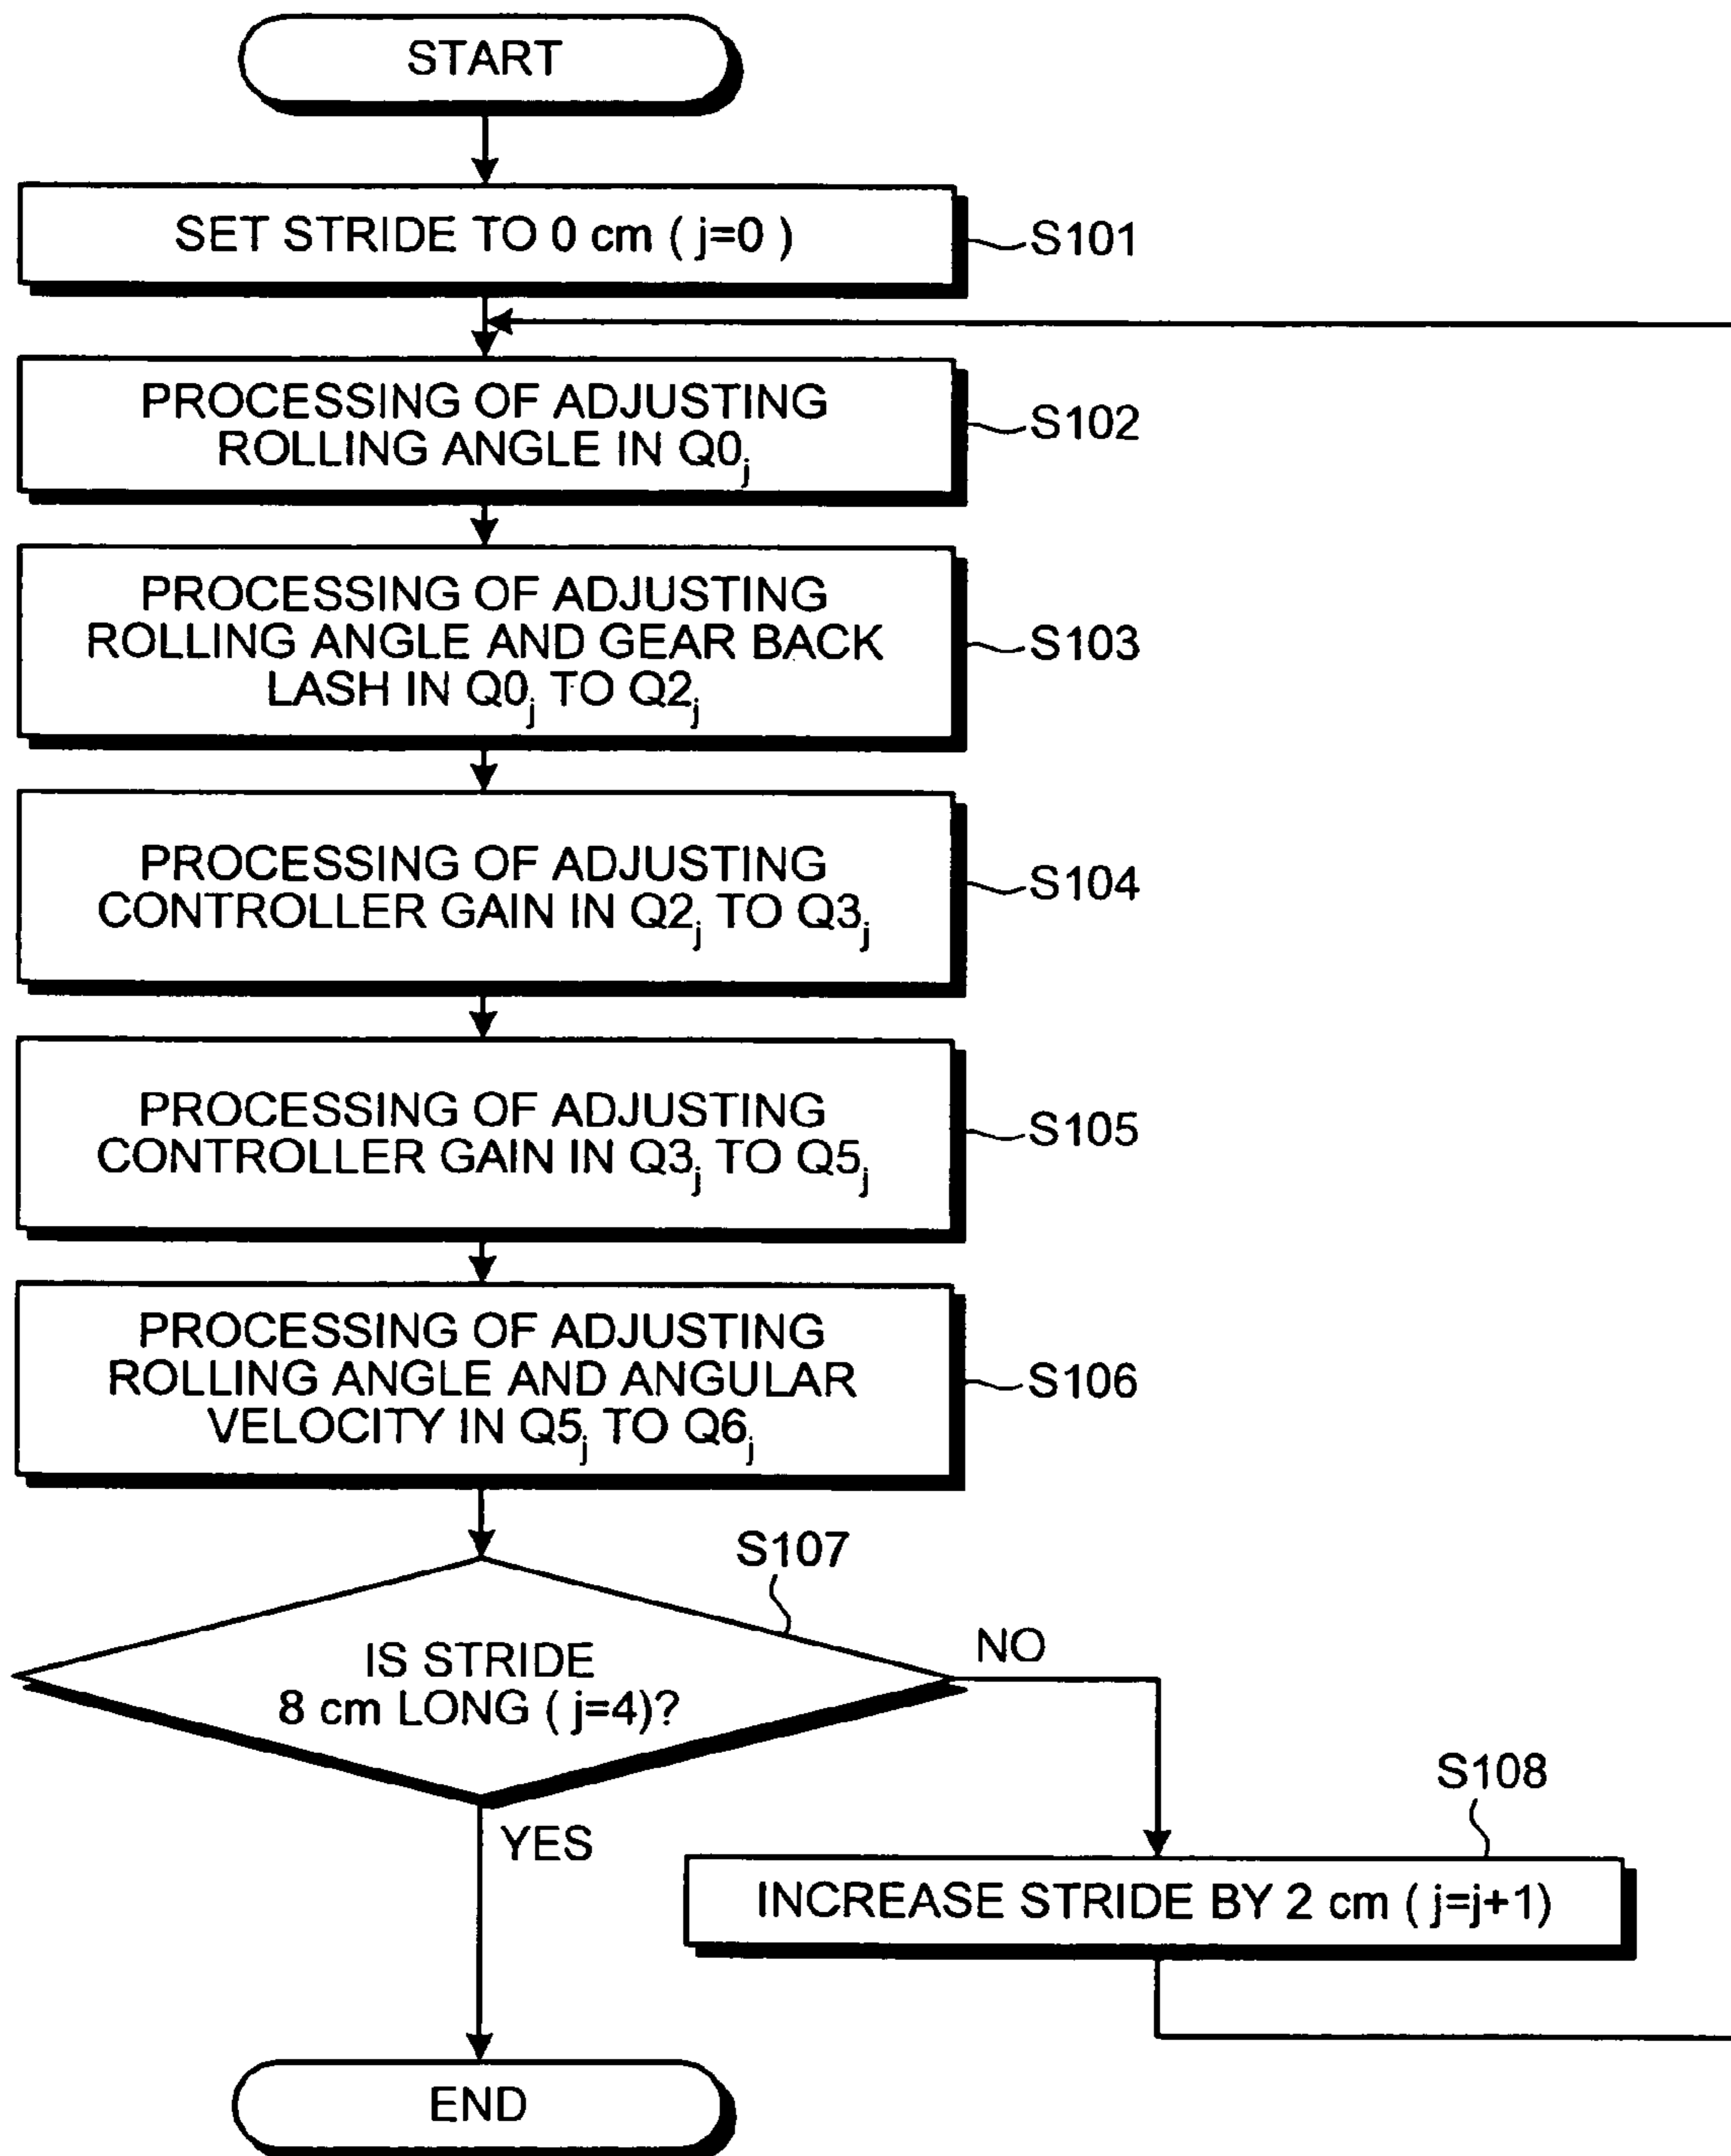 START
SET STRIDE TO 0 cm ( j=0 )
S101
PROCESSING OF ADJUSTING
ROLLING ANGLE IN Q0j
S102
PROCESSING OF ADJUSTING
ROLLING ANGLE AND GEAR BACK
LASH IN Q0j TO Q2j
S103
PROCESSING OF ADJUSTING
CONTROLLER GAIN IN Q2j TO Q3j
S104
PROCESSING OF ADJUSTING
CONTROLLER GAIN IN Q3j TO Q5j
S105
PROCESSING OF ADJUSTING
ROLLING ANGLE AND ANGULAR
VELOCITY IN Q5j TO Q6j
S106
S107
IS STRIDE
8 cm LONG ( j=4)?
NO
YES
S108
INCREASE STRIDE BY 2 cm ( j=j+1)
END